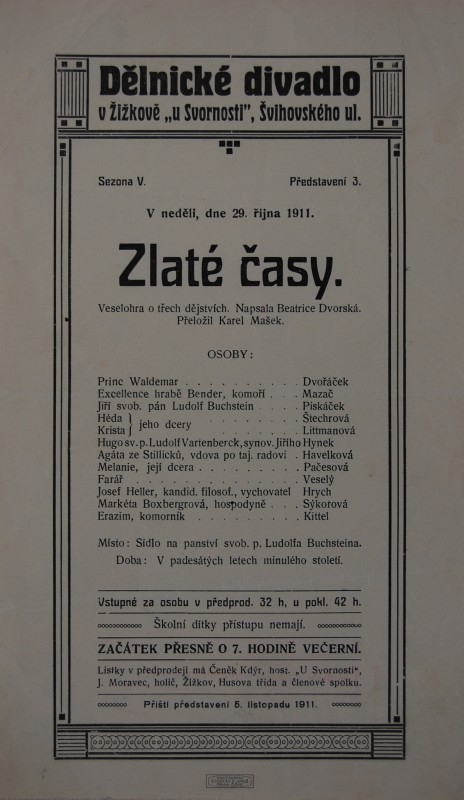 Dělnické divadlo
v Žižkově „u Svornosti", Švihovského ul.
Sezona V. Představení 3.
V neděli, dne 29. října 1911.
Zlaté časy.
Veselohra o třech dějstvích. Napsala Beatrice Dvorská.
Přeložil Karel Mašek.
OSOBY:
Princ Waldemar . . . . . . . . . . Dvořáček
Excellence hrabě Bender, komoří . . . Mazač
Jiří svob. pán Ludolf Buchstein . . . . Piskáček
Héda } jeho dcery . . . . . . . . Štechrová
Krista } jeho dcery . . . . . . . . Littmanová
Hugo sv. p. Ludolf Vartenberck, synov. Jiřího Hynek
Agáta ze Stillicků, vdova po taj. radovi . Havelková
Melanie, její dcera . . . . . . . . . Pačesová
Farář . . . . . . . . . . . . . Veselý
Josef Heller, kandid. filosof., vychovatel Hrych
Markéta Boxbergrová, hospodyně . . . Sýkorová
Erazim, komorník . . . . . . . . . Kittel
Místo: Sídlo na panství svob. p. Ludolfa Buchsteina.
Doba: V padesátých letech minulého století.
Vstupné za osobu v předprod. 32 h, u pokl. 42 h.
Školní dítky přístupu nemají.
ZAČÁTEK PŘESNĚ O 7. HODINĚ VEČERNÍ.
Lístky v předprodeji má Čeněk Kdýr, host. „U Svornosti",
J. Moravec, holič, Žižkov, Husova třída a členové spolku.
Příští představení 5. listopadu 1911.